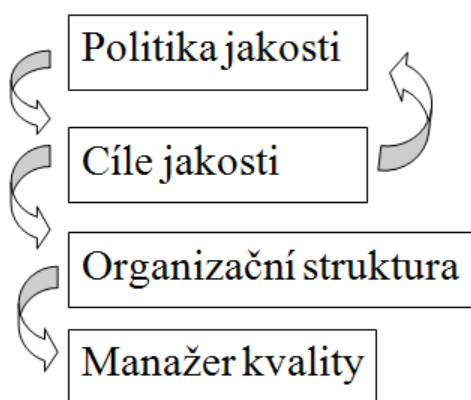 Politika jakosti
Cíle jakosti
Organizační struktura
Manažer kvality